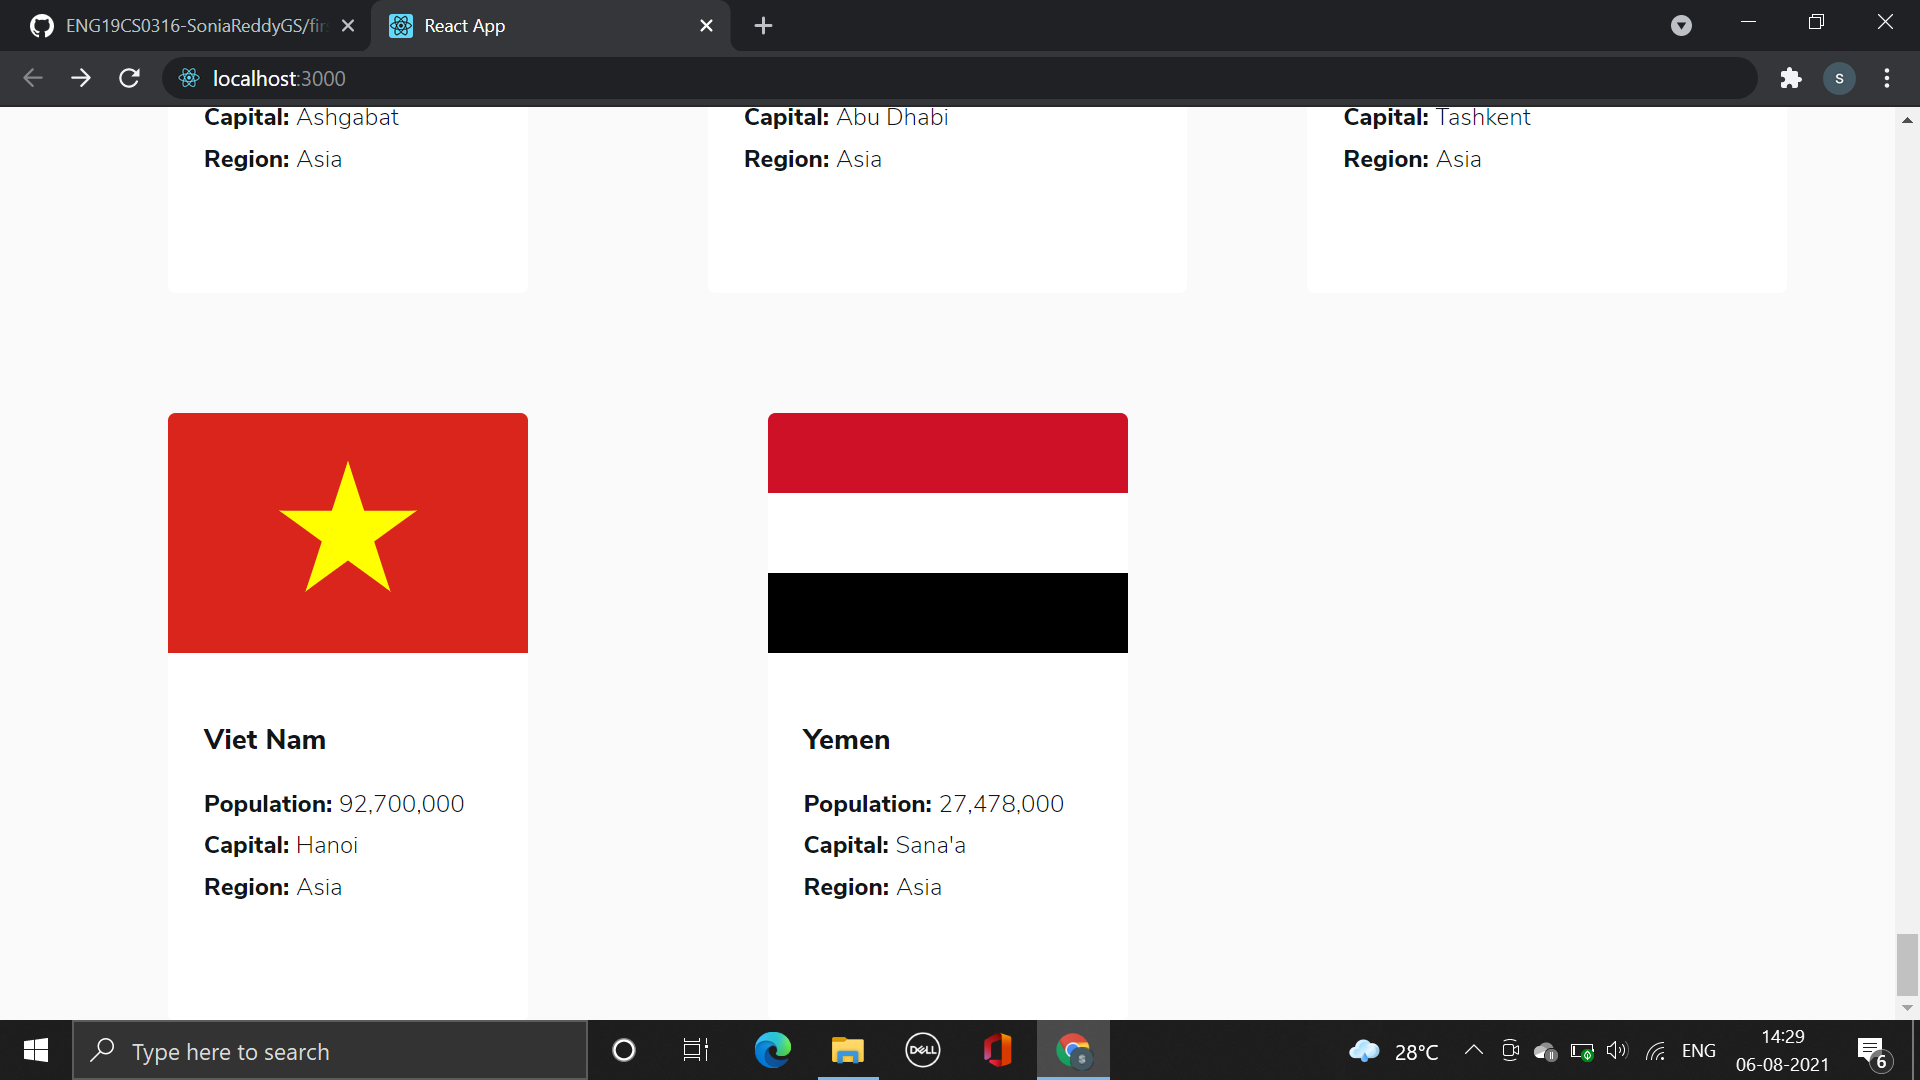 ENG19CS0316-SoniaReddyGS/fir
React App
localhost:3000
S
Capital: Ashgabat
Region: Asia
Capital: Abu Dhabi
Region: Asia
Capital: Tashkent
Region: Asia
Viet Nam
Population: 92,700,000
Capital: Hanoi
Region: Asia
Yemen
Population: 27,478,000
Capital: Sana'a
Region: Asia
Type here to search
DELL
S
28°C
ENG
14:29
06-08-2021
6